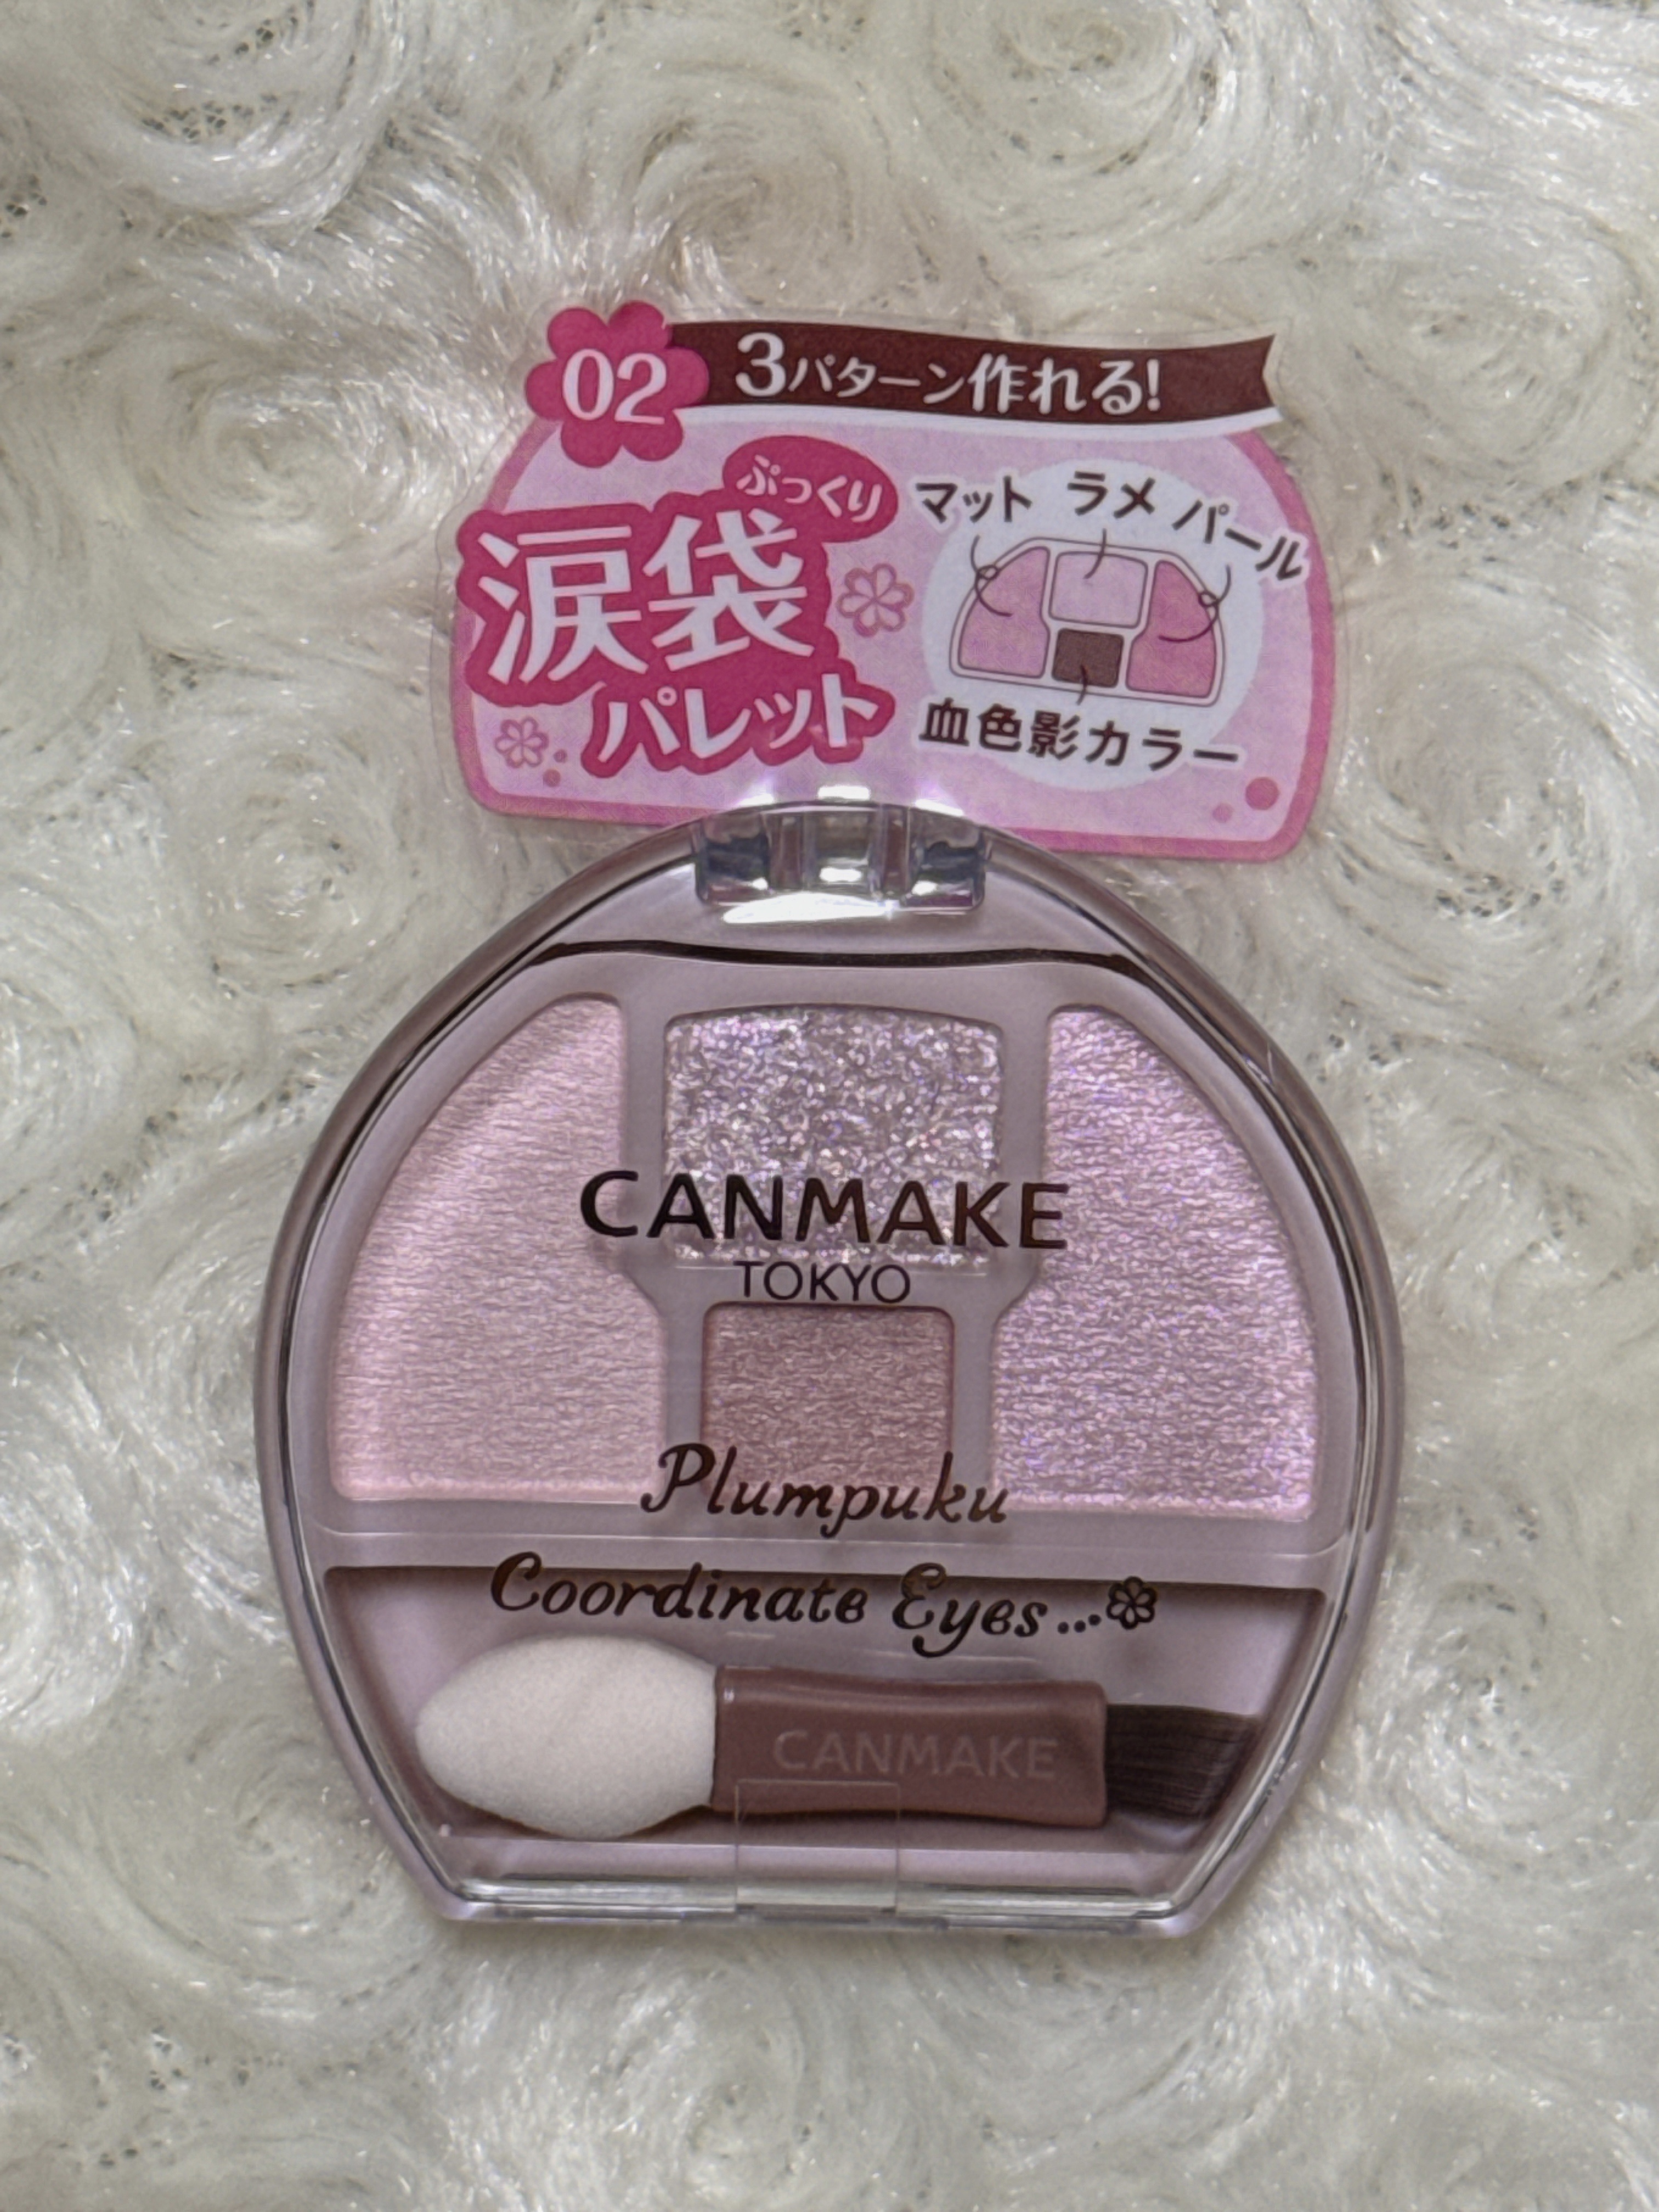 02
3パターン作れる!
ぷっくり
涙袋
パレット
マット ラメ パール
血色影カラー
CANMAKE
TOKYO
Plumpuku
Coordinate Eyes...
CANMAKE